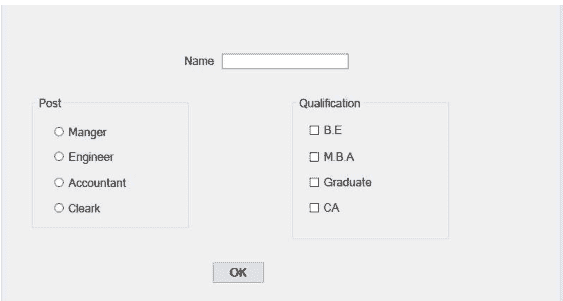 Name
Post
Manger
Engineer
Accountant
Cleark
Qualification
B.E
M.B.A
Graduate
CA
OK